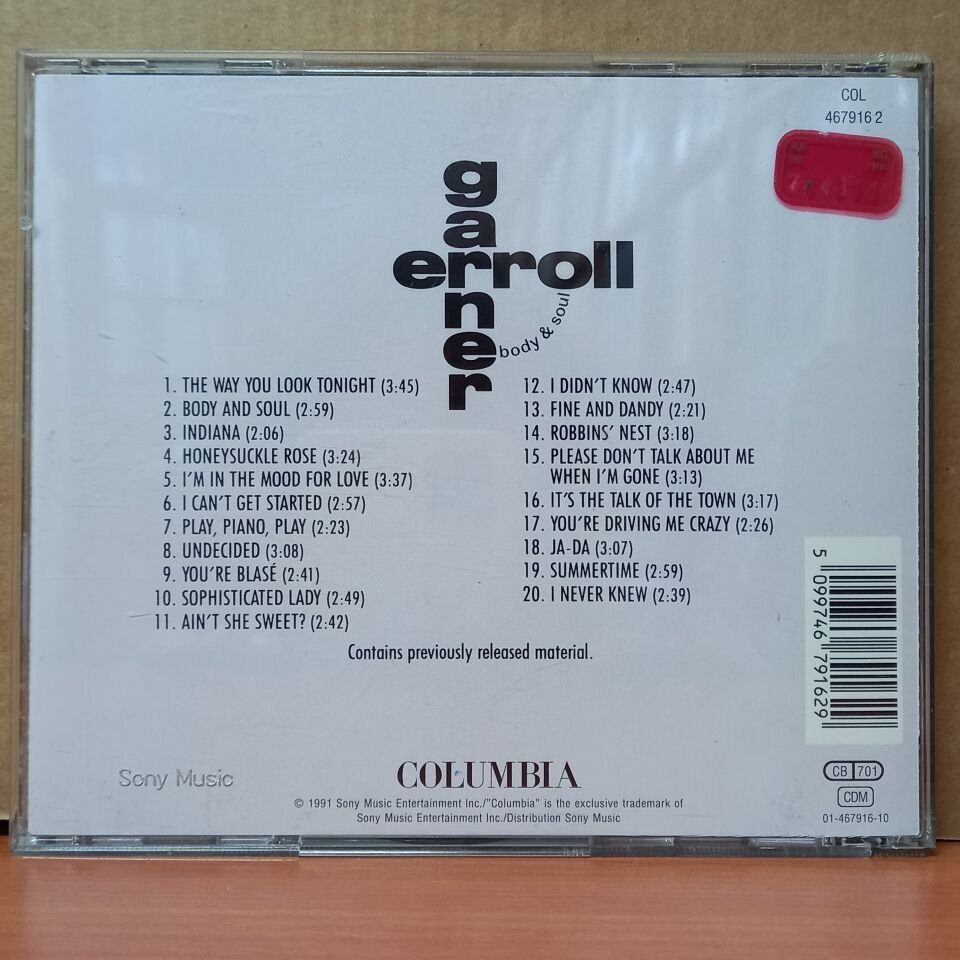 COL
467916 2
garner
erroll
body & soul
1. THE WAY YOU LOOK TONIGHT (3:45)
2. BODY AND SOUL (2:59)
3. INDIANA (2:06)
4. HONEYSUCKLE ROSE (3:24)
5. I'M IN THE MOOD FOR LOVE (3:37)
6. I CAN'T GET STARTED (2:57)
7. PLAY, PIANO, PLAY (2:23)
8. UNDECIDED (3:08)
9. YOU'RE BLASÉ (2:41)
10. SOPHISTICATED LADY (2:49)
11. AIN'T SHE SWEET? (2:42)
12. I DIDN'T KNOW (2:47)
13. FINE AND DANDY (2:21)
14. ROBBINS' NEST (3:18)
15. PLEASE DON'T TALK ABOUT ME
WHEN I'M GONE (3:13)
16. IT'S THE TALK OF THE TOWN (3:17)
17. YOU'RE DRIVING ME CRAZY (2:26)
18. JA-DA (3:07)
19. SUMMERTIME (2:59)
20. I NEVER KNEW (2:39)
Contains previously released material.
5 099746 791629
Sony Music
COLUMBIA
CB 701
CDM
© 1991 Sony Music Entertainment Inc./"Columbia" is the exclusive trademark of
Sony Music Entertainment Inc./Distribution Sony Music
01-467916-10